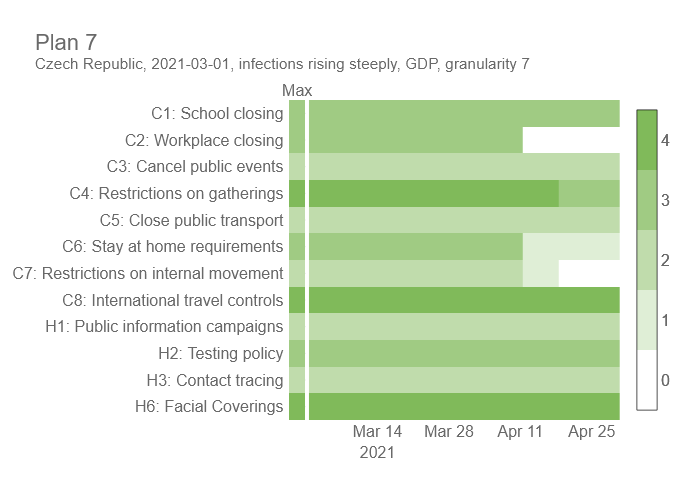 Plan 7
Czech Republic, 2021-03-01, infections rising steeply, GDP, granularity 7
Max
C1: School closing
C2: Workplace closing
C3: Cancel public events
C4: Restrictions on gatherings
C5: Close public transport
C6: Stay at home requirements
C7: Restrictions on internal movement
C8: International travel controls
H1: Public information campaigns
H2: Testing policy
H3: Contact tracing
H6: Facial Coverings
Mar 14 Mar 28 Apr 11 Apr 25
2021
4
3
2
1
0